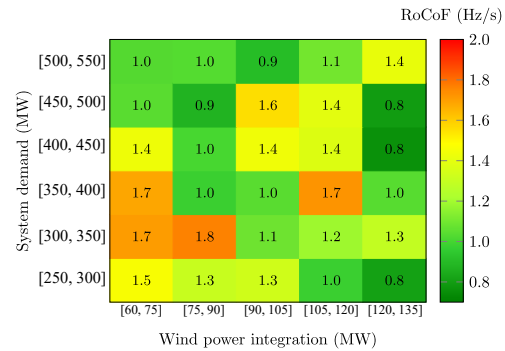 RoCoF (Hz/s)
[500, 550] 1.0 1.0 0.9 1.1 1.4
[450, 500] 1.0 0.9 1.6 1.4 0.8
[400, 450] 1.4 1.0 1.4 1.4 0.8
[350, 400] 1.7 1.0 1.0 1.7 1.0
[300, 350] 1.7 1.8 1.1 1.2 1.3
[250, 300] 1.5 1.3 1.3 1.0 0.8
[60, 75] [75, 90] [90, 105] [105, 120] [120, 135]
Wind power integration (MW)
System demand (MW)
2.0
1.8
1.6
1.4
1.2
1.0
0.8